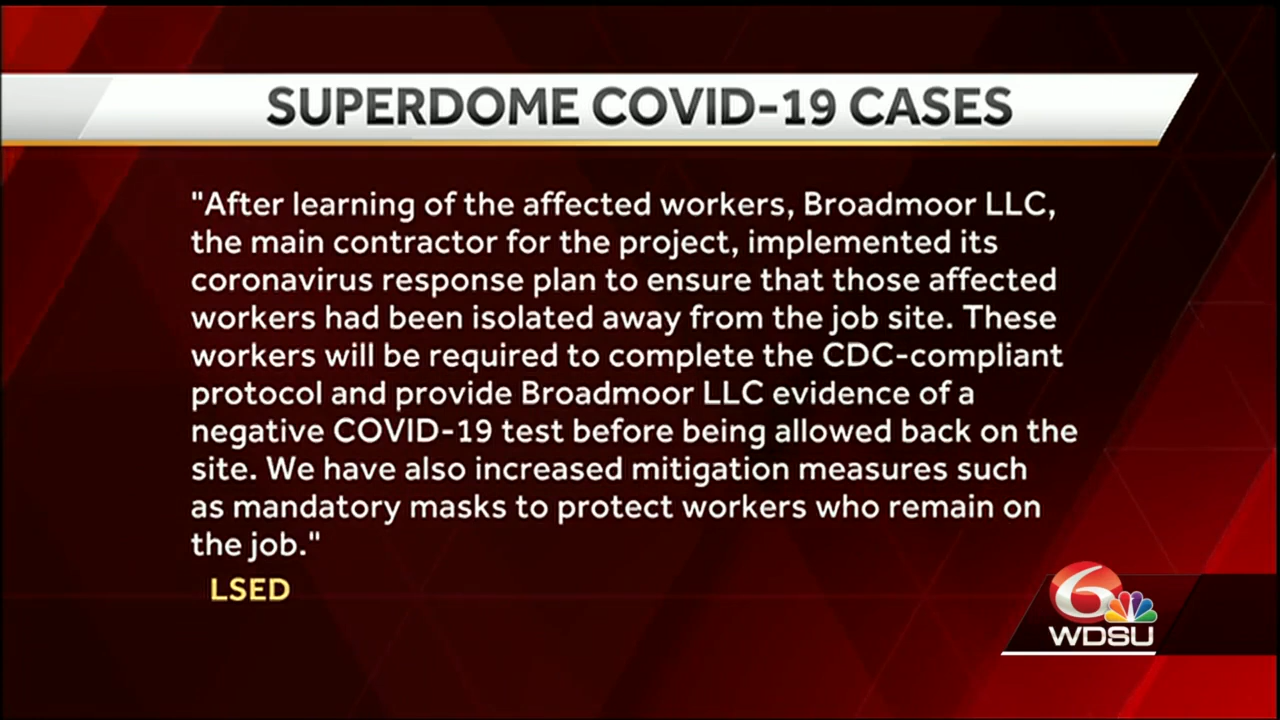 SUPERDOME COVID-19 CASES
"After learning of the affected workers, Broadmoor LLC,
the main contractor for the project, implemented its
coronavirus response plan to ensure that those affected
workers had been isolated away from the job site. These
workers will be required to complete the CDC-compliant
protocol and provide Broadmoor LLC evidence of a
negative COVID-19 test before being allowed back on the
site. We have also increased mitigation measures such
as mandatory masks to protect workers who remain on
the job."
LSED
6
WDSU